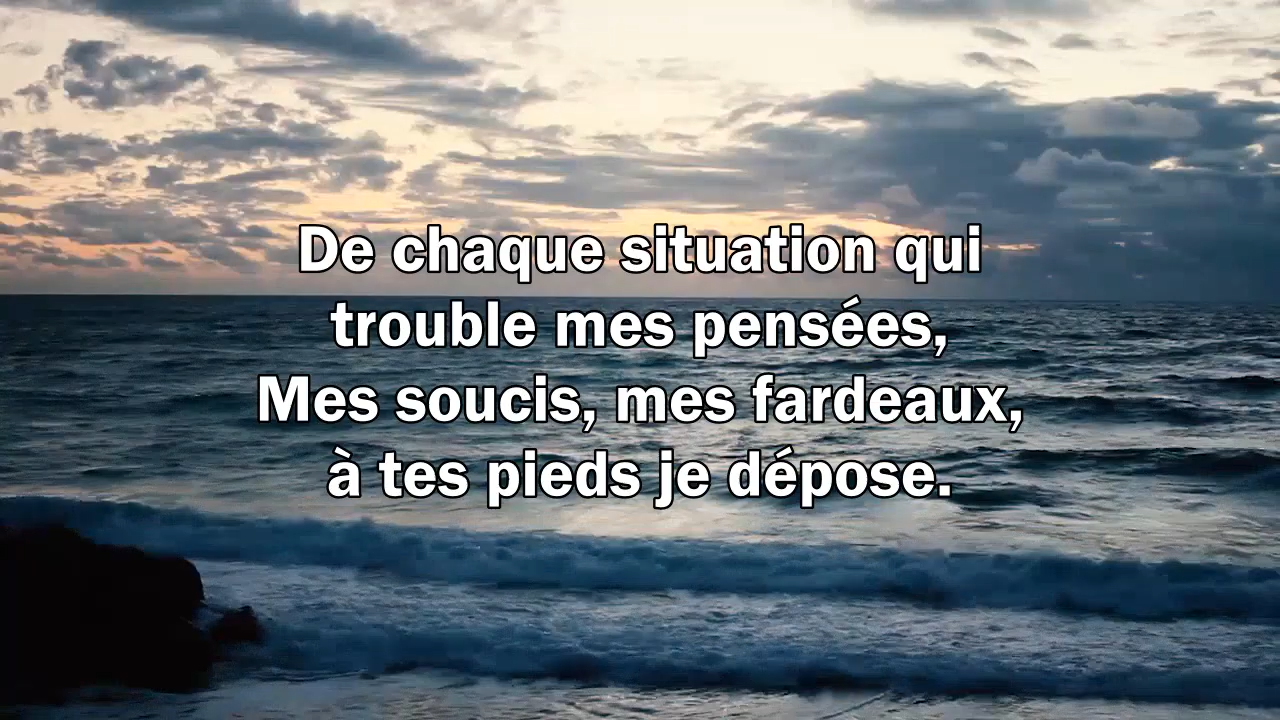 De chaque situation qui
trouble mes pensées,
Mes soucis, mes fardeaux,
à tes pieds je dépose.